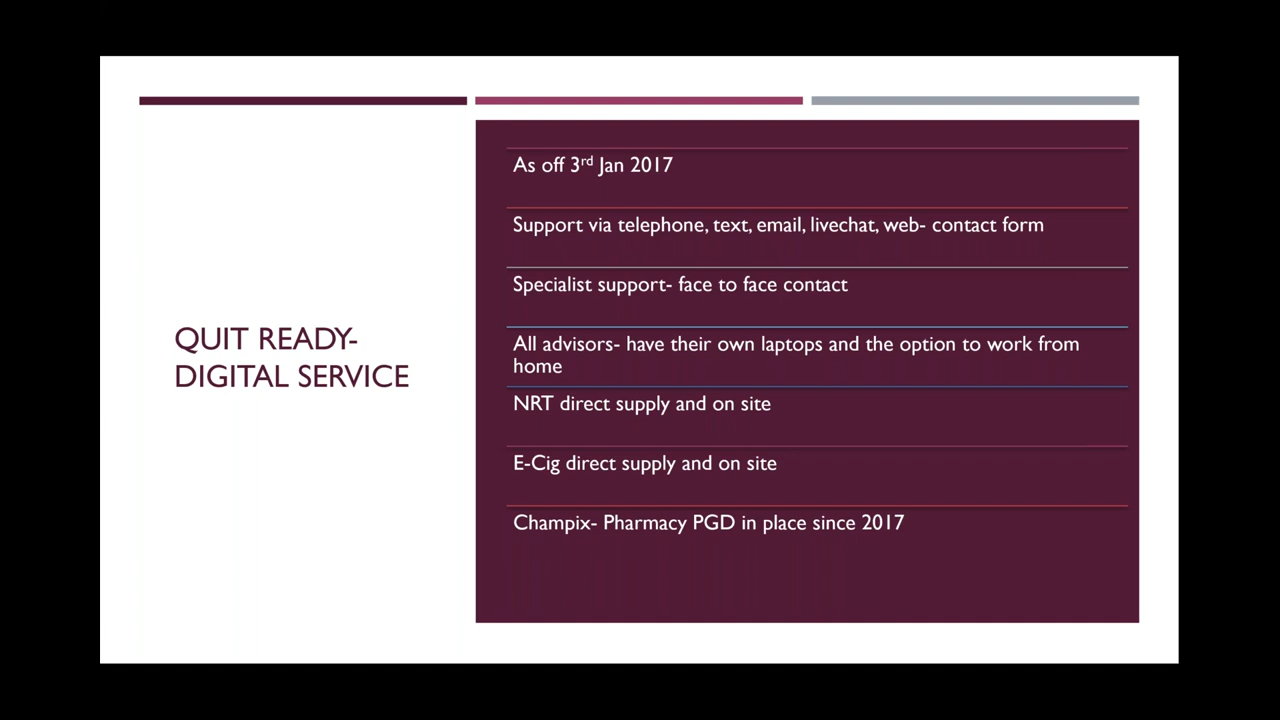 QUIT READY-
DIGITAL SERVICE
As off 3rd Jan 2017
Support via telephone, text, email, livechat, web- contact form
Specialist support- face to face contact
All advisors- have their own laptops and the option to work from
home
NRT direct supply and on site
E-Cig direct supply and on site
Champix- Pharmacy PGD in place since 2017